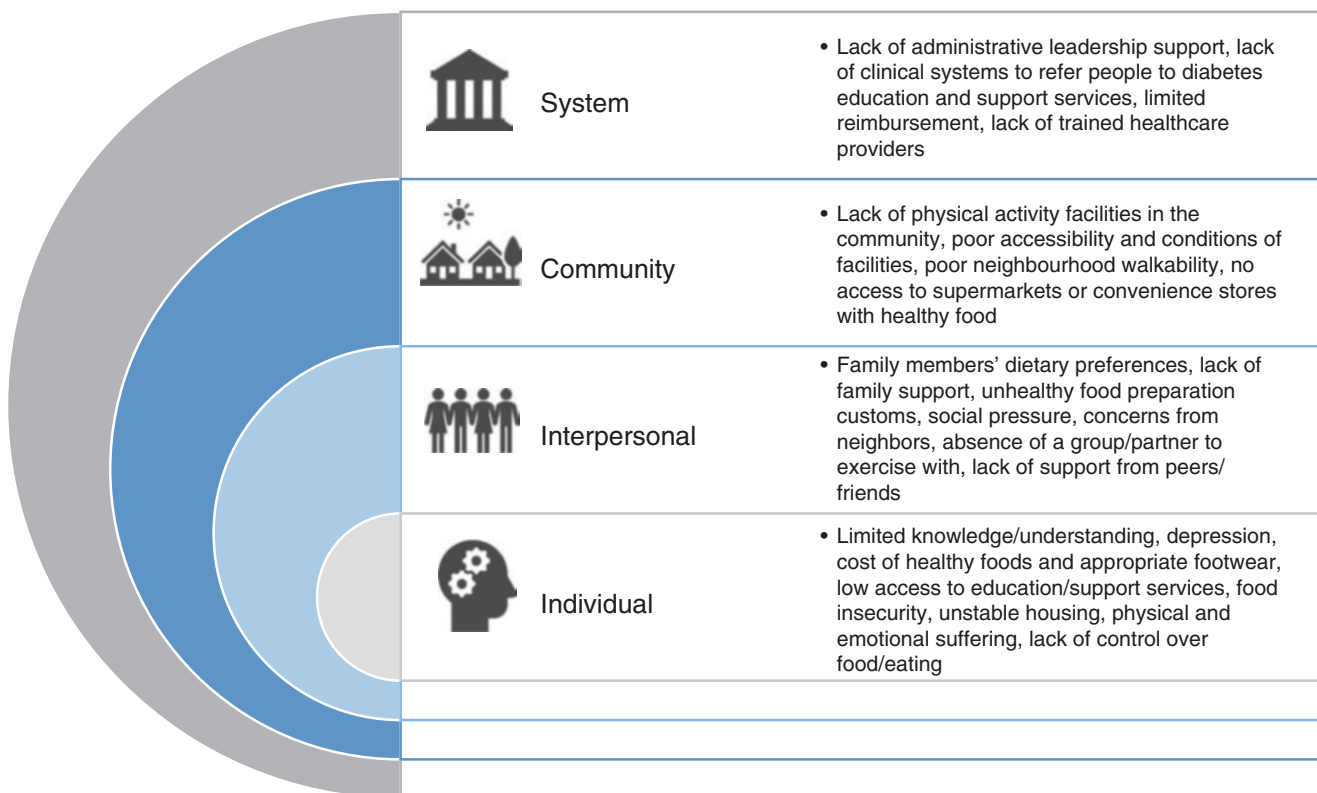 System
• Lack of administrative leadership support, lack
of clinical systems to refer people to diabetes
education and support services, limited
reimbursement, lack of trained healthcare
providers
Community
• Lack of physical activity facilities in the
community, poor accessibility and conditions of
facilities, poor neighbourhood walkability, no
access to supermarkets or convenience stores
with healthy food
Interpersonal
• Family members’ dietary preferences, lack of
family support, unhealthy food preparation
customs, social pressure, concerns from
neighbors, absence of a group/partner to
exercise with, lack of support from peers/
friends
Individual
• Limited knowledge/understanding, depression,
cost of healthy foods and appropriate footwear,
low access to education/support services, food
insecurity, unstable housing, physical and
emotional suffering, lack of control over
food/eating